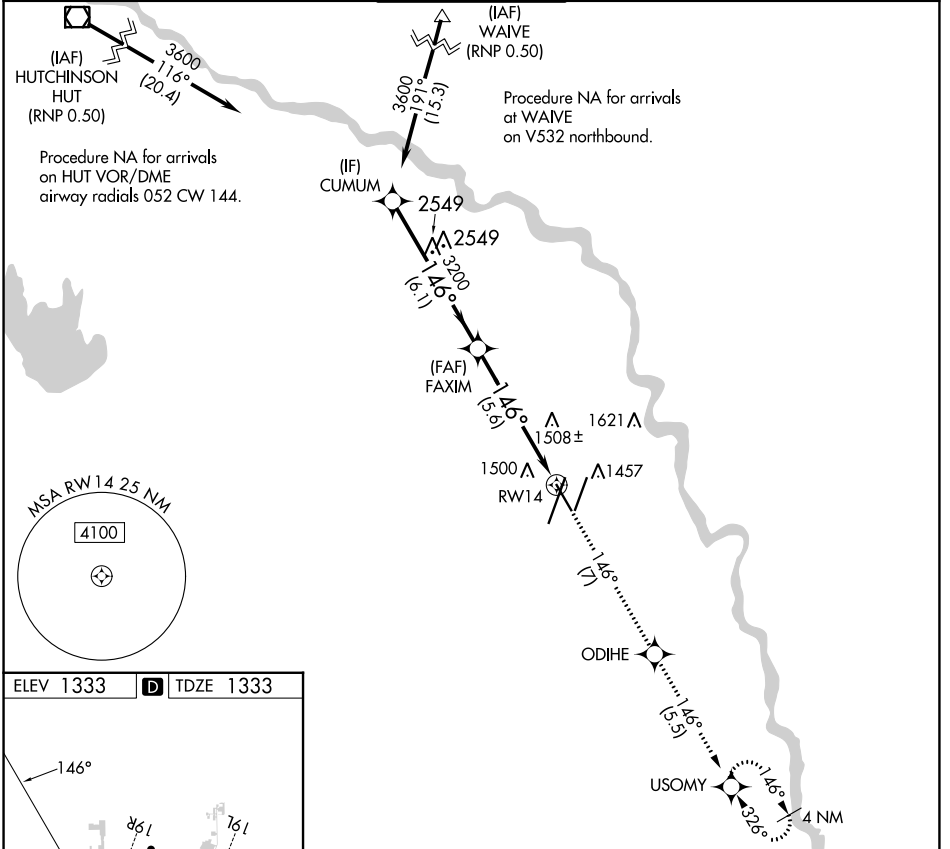 (IAF)
HUTCHINSON
HUT
(RNP 0.50)
3600
116°
(20.4)
(IAF)
WAIVE
(RNP 0.50)
3600
191°
(15.3)
Procedure NA for arrivals
at WAIVE
on V532 northbound.
Procedure NA for arrivals
on HUT VOR/DME
airway radials 052 CW 144.
(IF)
CUMUM
2549
2549
3200
146°
(6.1)
(FAF)
FAXIM
146°
(5.6)
1508±
1621
1500
1457
RW14
MSA RW14 25 NM
4100
146°
(7)
ODIHE
146°
(5.5)
USOMY
146°
326°
4 NM
ELEV 1333
D
TDZE 1333
146°
19R
19L